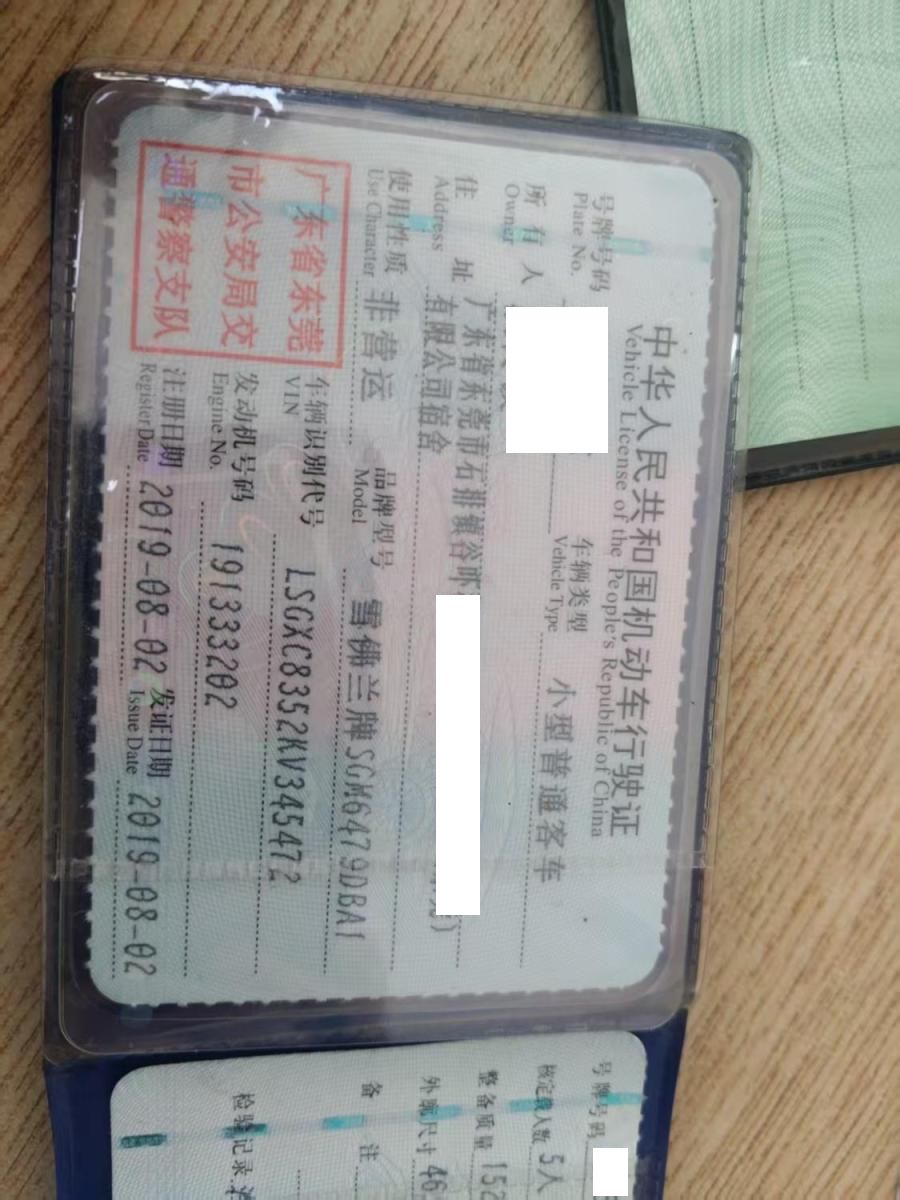 中华人民共和国机动车行驶证
Vehicle License of the People's Republic of China
号牌号码
Plate No.
车辆类型 小型普通客车
Vehicle Type
所有人
Owner
住址 广东省东莞市石排镇谷吓
Address
有限公司宿舍
使用性质 非营运
Use Character
品牌型号 雪佛兰牌SGM6479DBA1
Model
广东省东莞
市公安局交
通警察支队
车辆识别代号 LSGXC8352KV345472
VIN
发动机号码 191333202
Engine No.
注册日期 2019-08-02
Register Date
发证日期 2019-08-02
Issue Date
号牌号码
核定载人数 5人
整备质量 152
外廓尺寸 46
备注
检验记录